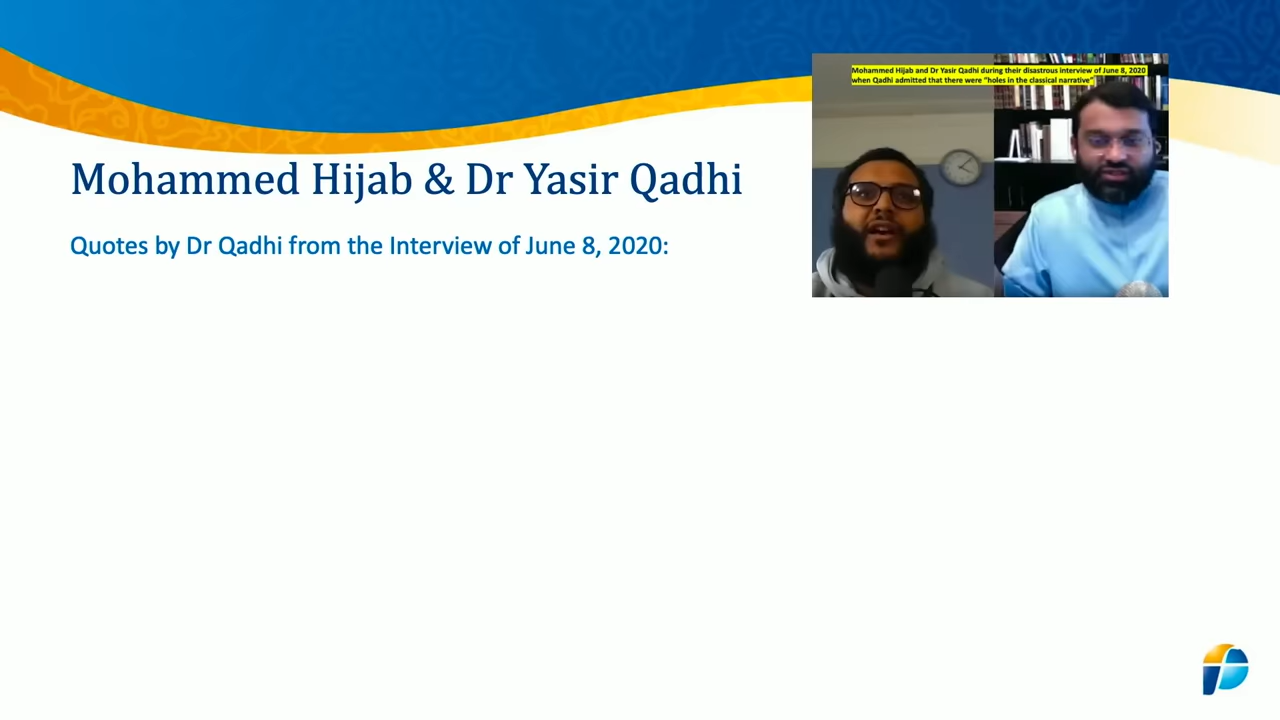 Mohammed Hijab and Dr Yasir Qadhi during their disastrous interview of June 8, 2020
when Qadhi admitted that there were "holes in the classical narrative"
Mohammed Hijab & Dr Yasir Qadhi
Quotes by Dr Qadhi from the Interview of June 8, 2020: